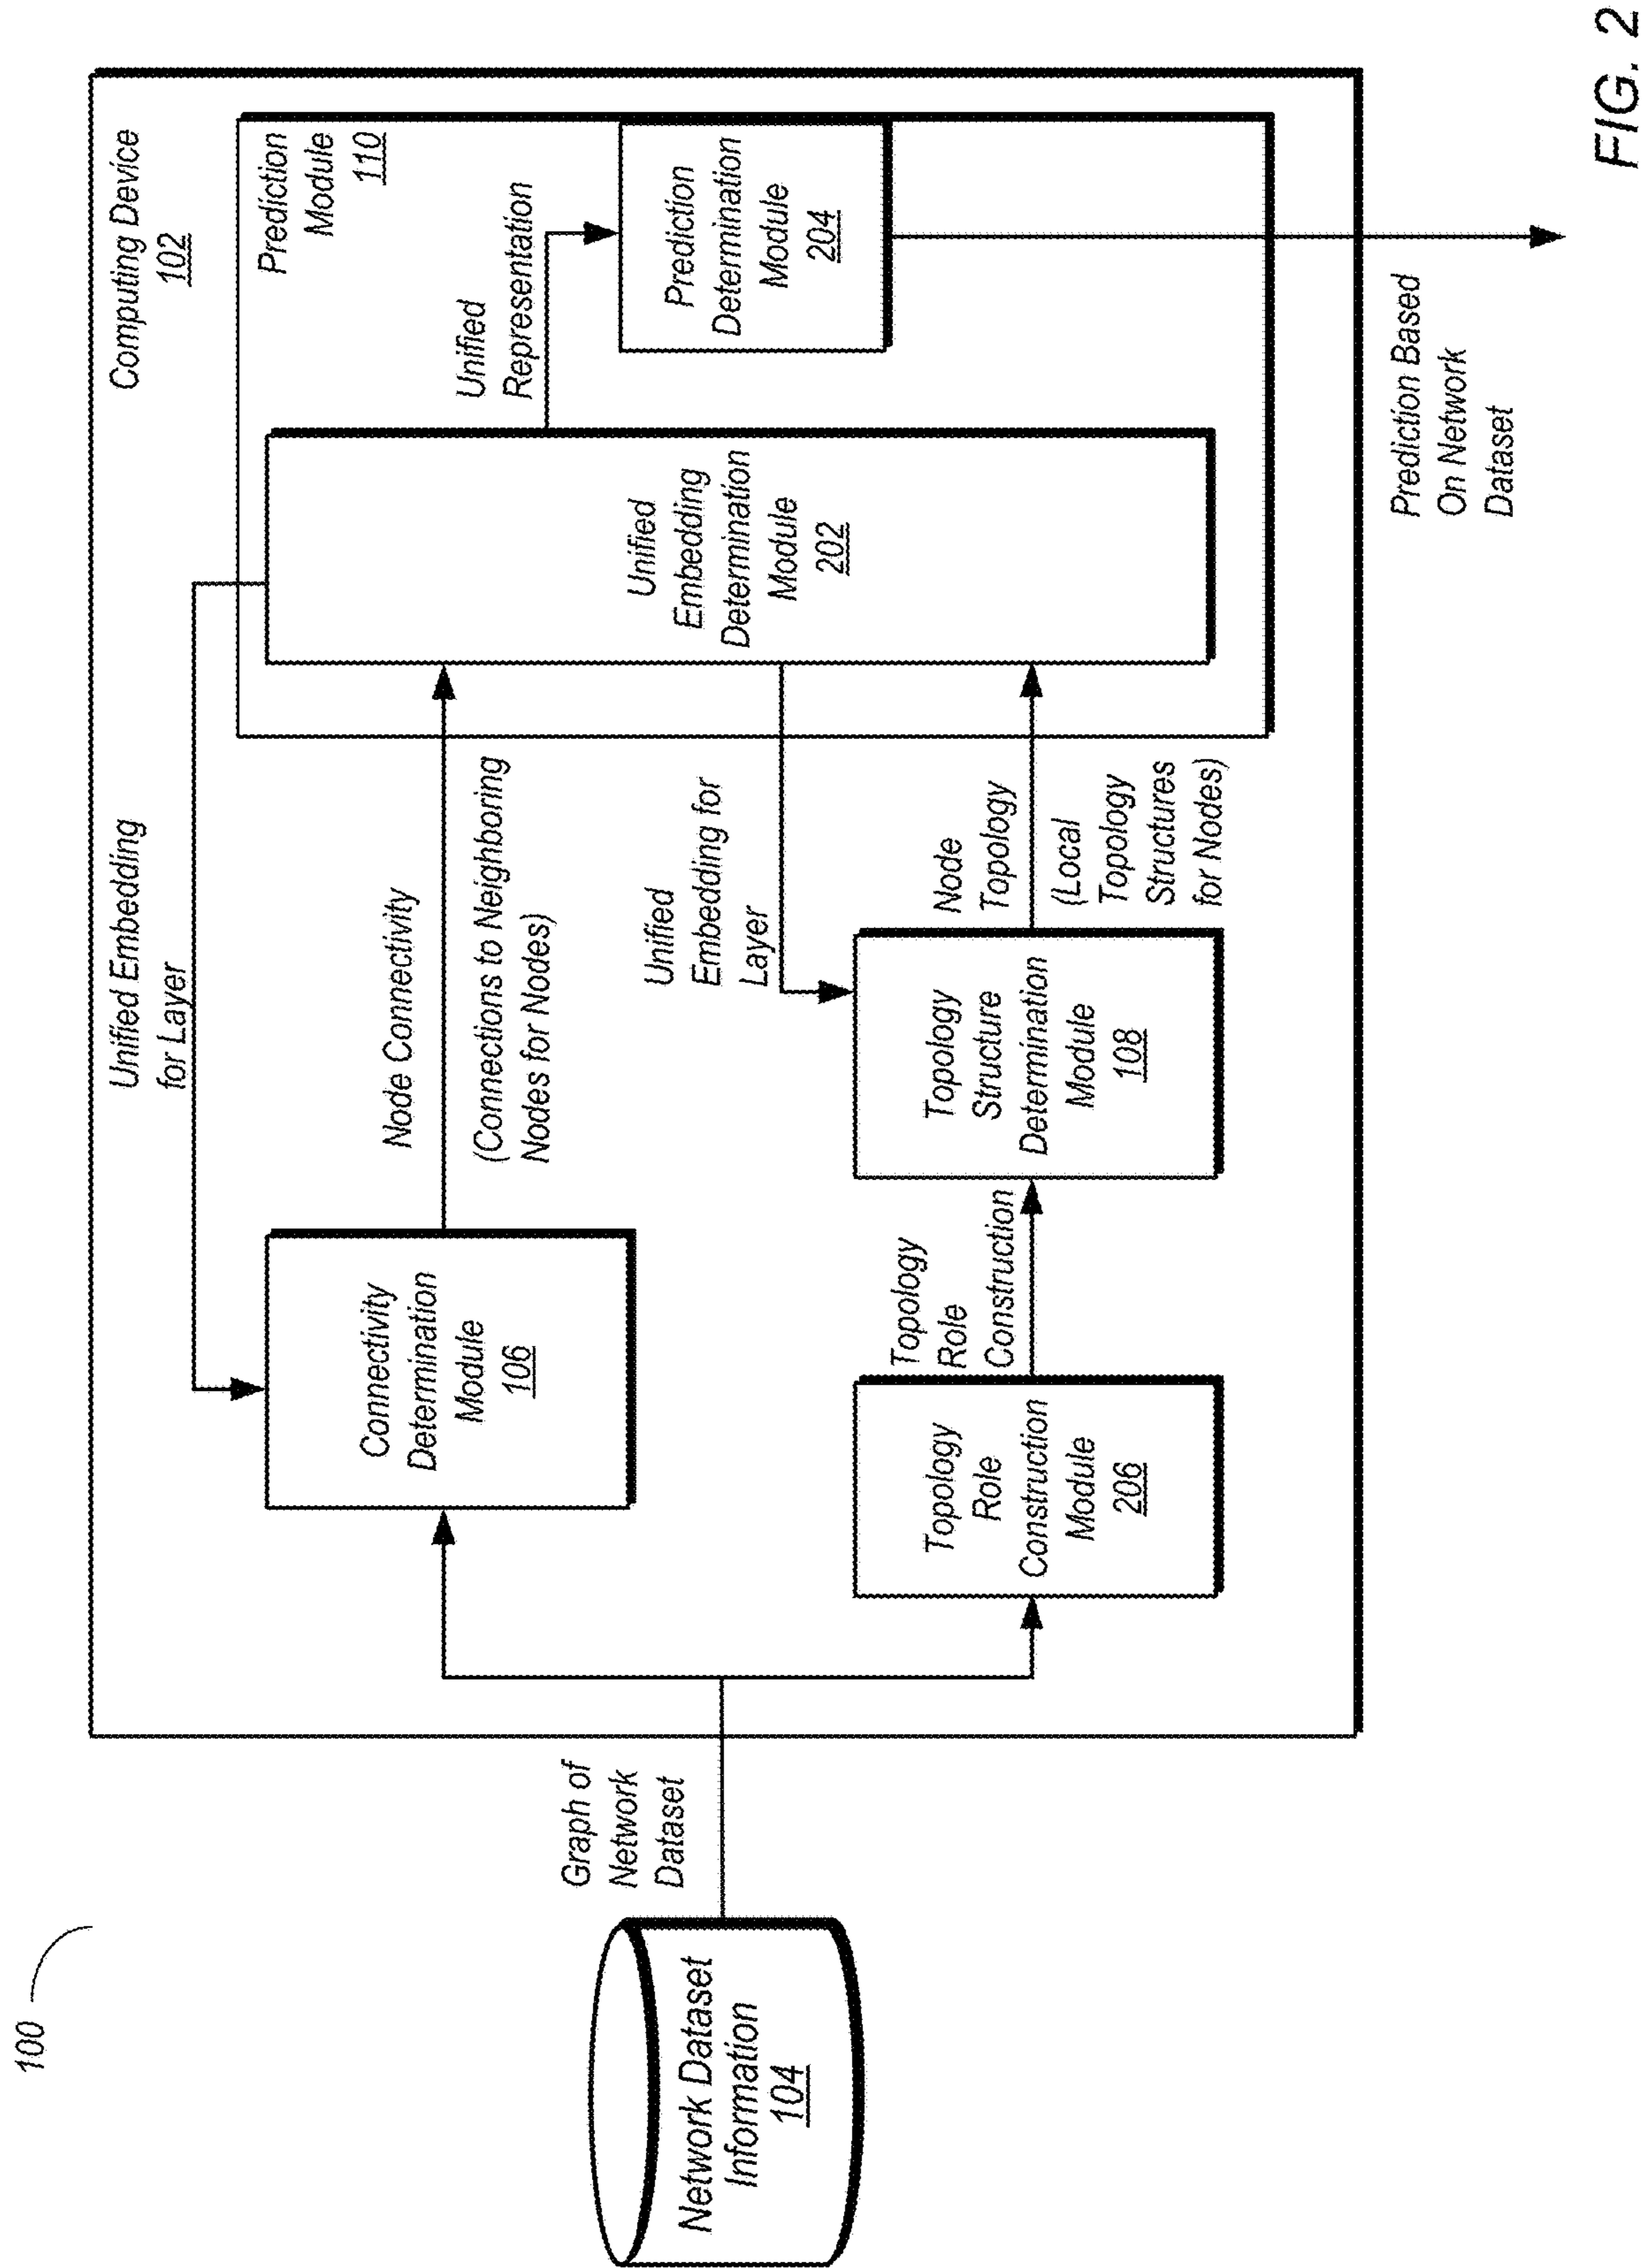 100
Network Dataset
Information
104
Graph of
Network
Dataset
Computing Device
102
Unified Embedding
for Layer
Connectivity
Determination
Module
106
Node Connectivity
(Connections to Neighboring
Nodes for Nodes)
Topology
Role
Construction
Module
206
Topology
Role
Construction
Topology
Structure
Determination
Module
108
Unified
Embedding for
Layer
Node
Topology
(Local
Topology
Structures
for Nodes)
Prediction
Module
110
Unified
Embedding
Determination
Module
202
Unified
Representation
Prediction
Determination
Module
204
Prediction Based
On Network
Dataset
FIG. 2